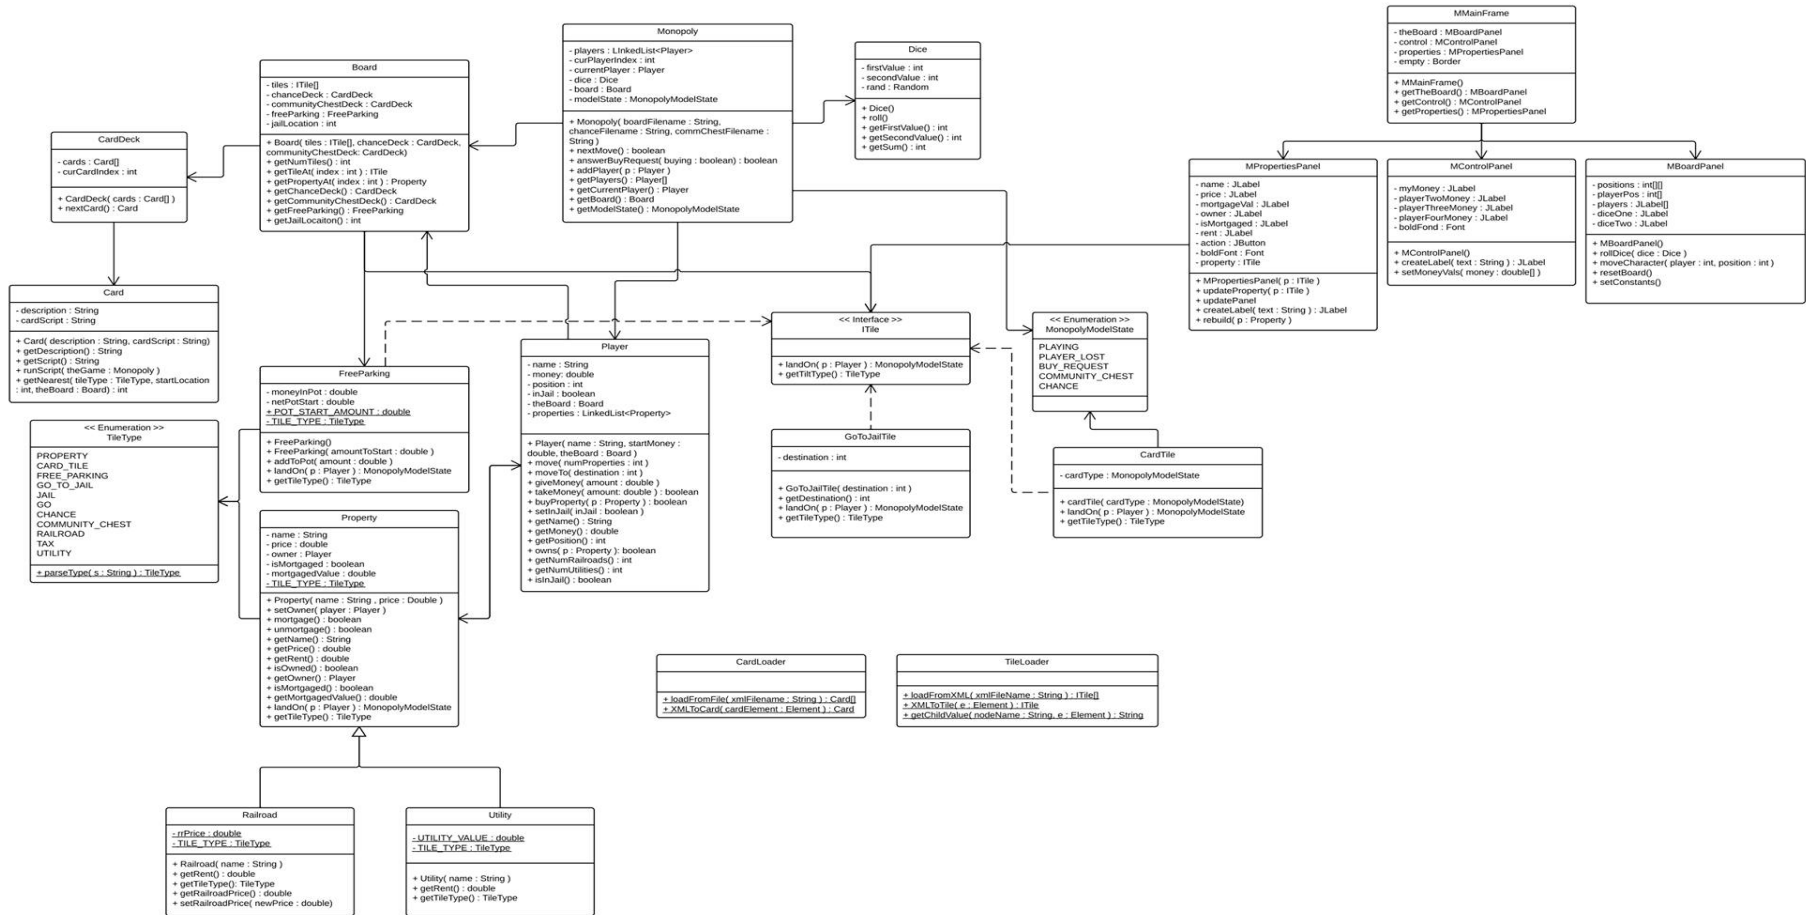 MMainFrame
- theBoard : MBoardPanel
- control : MControlPanel
- properties : MPropertiesPanel
- empty : Border
+ MMainFrame()
+ getTheBoard() : MBoardPanel
+ getControl() : MControlPanel
+ getProperties() : MPropertiesPanel
Monopoly
- players : LInkedList<Player>
- curPlayerIndex : int
- currentPlayer : Player
- dice : Dice
- board : Board
- modelState : MonopolyModelState
+ Monopoly( boardFilename : String,
chanceFilename : String, commChestFilename :
String )
+ nextMove() : boolean
+ answerBuyRequest( buying : boolean) : boolean
+ addPlayer( p : Player )
+ getPlayers() : Player[]
+ getCurrentPlayer() : Player
+ getBoard() : Board
+ getModelState() : MonopolyModelState
Dice
- firstValue : int
- secondValue : int
- rand : Random
+ Dice()
+ roll()
+ getFirstValue() : int
+ getSecondValue() : int
+ getSum() : int
Board
- tiles : ITile[]
- chanceDeck : CardDeck
- communityChestDeck : CardDeck
- freeParking : FreeParking
- jailLocation : int
+ Board( tiles : ITile[], chanceDeck : CardDeck,
communityChestDeck: CardDeck)
+ getNumTiles() : int
+ getTileAt( index : int ) : ITile
+ getPropertyAt( index : int ) : Property
+ getChanceDeck() : CardDeck
+ getCommunityChestDeck() : CardDeck
+ getFreeParking() : FreeParking
+ getJailLocaiton() : int
CardDeck
- cards : Card[]
- curCardIndex : int
+ CardDeck( cards : Card[] )
+ nextCard() : Card
MPropertiesPanel
- name : JLabel
- price : JLabel
- mortgageVal : JLabel
- owner : JLabel
- isMortgaged : JLabel
- rent : JLabel
- action : JButton
- boldFont : Font
- property : ITile
+ MPropertiesPanel( p : ITile )
+ updateProperty( p : ITile )
+ updatePanel
+ createLabel( text : String ) : JLabel
+ rebuild( p : Property )
MControlPanel
- myMoney : JLabel
- playerTwoMoney : JLabel
- playerThreeMoney : JLabel
- playerFourMoney : JLabel
- boldFond : Font
+ MControlPanel()
+ createLabel( text : String ) : JLabel
+ setMoneyVals( money : double[] )
MBoardPanel
- positions : int[][]
- playerPos : int[]
- players : JLabel[]
- diceOne : JLabel
- diceTwo : JLabel
+ MBoardPanel()
+ rollDice( dice : Dice )
+ moveCharacter( player : int, position : int )
+ resetBoard()
+ setConstants()
Card
- description : String
- cardScript : String
+ Card( description : String, cardScript : String)
+ getDescription() : String
+ getScript() : String
+ runScript( theGame : Monopoly )
+ getNearest( tileType : TileType, startLocation
: int, theBoard : Board) : int
<< Interface >>
ITile
+ landOn( p : Player ) : MonopolyModelState
+ getTiltType() : TileType
<< Enumeration >>
MonopolyModelState
PLAYING
PLAYER_LOST
BUY_REQUEST
COMMUNITY_CHEST
CHANCE
Player
- name : String
- money: double
- position : int
- inJail : boolean
- theBoard : Board
- properties : LinkedList<Property>
+ Player( name : String, startMoney :
double, theBoard : Board )
+ move( numProperties : int )
+ moveTo( destination : int )
+ giveMoney( amount : double )
+ takeMoney( amount: double ) : boolean
+ buyProperty( p : Property ) : boolean
+ setInJail( inJail : boolean )
+ getName() : String
+ getMoney() : double
+ getPosition() : int
+ owns( p : Property ): boolean
+ getNumRailroads() : int
+ getNumUtilities() : int
+ isInJail() : boolean
FreeParking
- moneyInPot : double
- netPotStart : double
+ POT_START_AMOUNT : double
- TILE_TYPE : TileType
+ FreeParking()
+ FreeParking( amountToStart : double )
+ addToPot( amount : double )
+ landOn( p : Player ) : MonopolyModelState
+ getTileType() : TileType
<< Enumeration >>
TileType
PROPERTY
CARD_TILE
FREE_PARKING
GO_TO_JAIL
JAIL
GO
CHANCE
COMMUNITY_CHEST
RAILROAD
TAX
UTILITY
+ parseType( s : String ) : TileType
GoToJailTile
- destination : int
+ GoToJailTile( destination : int )
+ getDestination() : int
+ landOn( p : Player ) : MonopolyModelState
+ getTileType() : TileType
CardTile
- cardType : MonopolyModelState
+ cardTile( cardType : MonopolyModelState)
+ landOn( p : Player ) : MonopolyModelState
+ getTileType() : TileType
Property
- name : String
- price : double
- owner : Player
- isMortgaged : boolean
- mortgagedValue : double
- TILE_TYPE : TileType
+ Property( name : String , price : Double )
+ setOwner( player : Player )
+ mortgage() : boolean
+ unmortgage() : boolean
+ getName() : String
+ getPrice() : double
+ getRent() : double
+ isOwned() : boolean
+ getOwner() : Player
+ isMortgaged() : boolean
+ getMortgagedValue() : double
+ landOn( p : Player ) : MonopolyModelState
+ getTileType() : TileType
CardLoader
+ loadFromFile( xmlFilename : String ) : Card[]
+ XMLToCard( cardElement : Element ) : Card
TileLoader
+ loadFromXML( xmlFileName : String ) : ITile[]
+ XMLToTile( e : Element ) : ITile
+ getChildValue( nodeName : String, e : Element ) : String
Railroad
- rrPrice : double
- TILE_TYPE : TileType
+ Railroad( name : String )
+ getRent() : double
+ getTileType(): TileType
+ getRailroadPrice() : double
+ setRailroadPrice( newPrice : double)
Utility
- UTILITY_VALUE : double
- TILE_TYPE : TileType
+ Utility( name : String )
+ getRent() : double
+ getTileType() : TileType